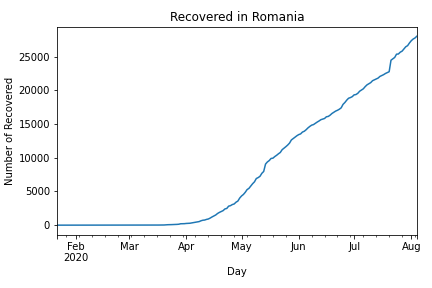 Recovered in Romania
Number of Recovered
25000
20000
15000
10000
5000
0
Feb Mar Apr May Jun Jul Aug
2020
Day